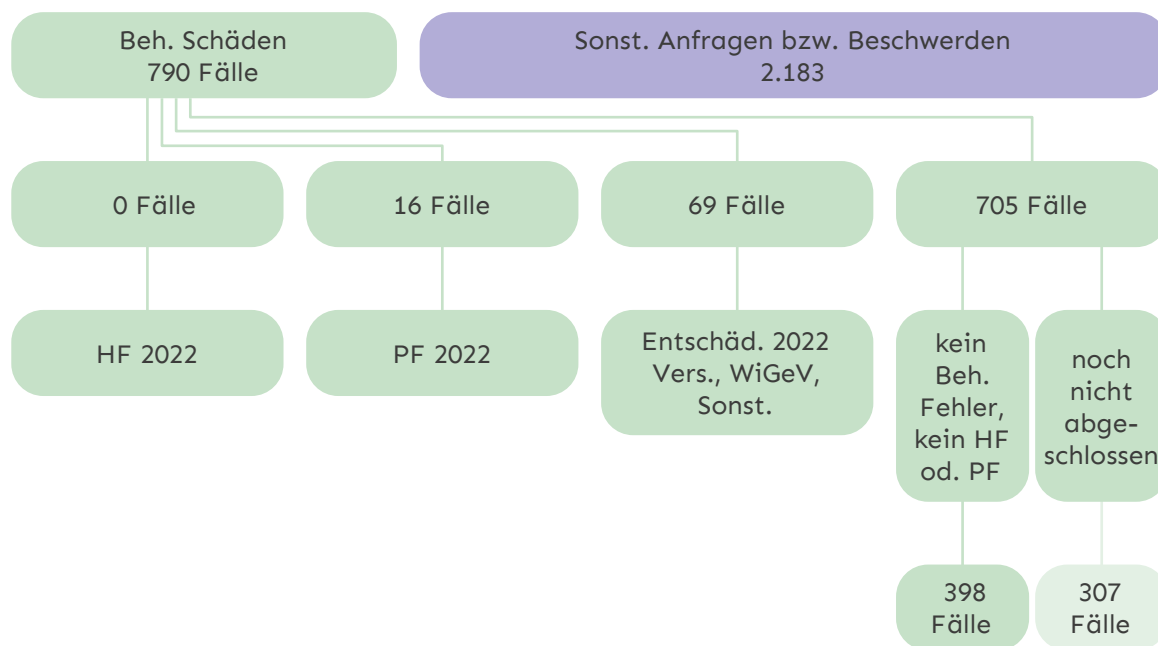 Beh. Schäden
790 Fälle
Sonst. Anfragen bzw. Beschwerden
2.183
0 Fälle
16 Fälle
69 Fälle
705 Fälle
HF 2022
PF 2022
Entschäd. 2022
Vers., WiGeV,
Sonst.
kein
Beh.
Fehler,
kein HF
od. PF
noch
nicht
abge-
schlossen
398
Fälle
307
Fälle